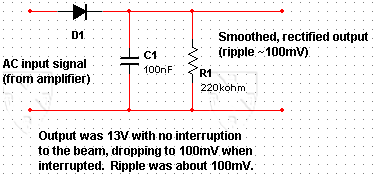 D1
AC input signal
(from amplifier)
C1
100nF
R1
220kohm
Smoothed, rectified output
(ripple ~100mV)
Output was 13V with no interruption
to the beam, dropping to 100mV when
interrupted. Ripple was about 100mV.